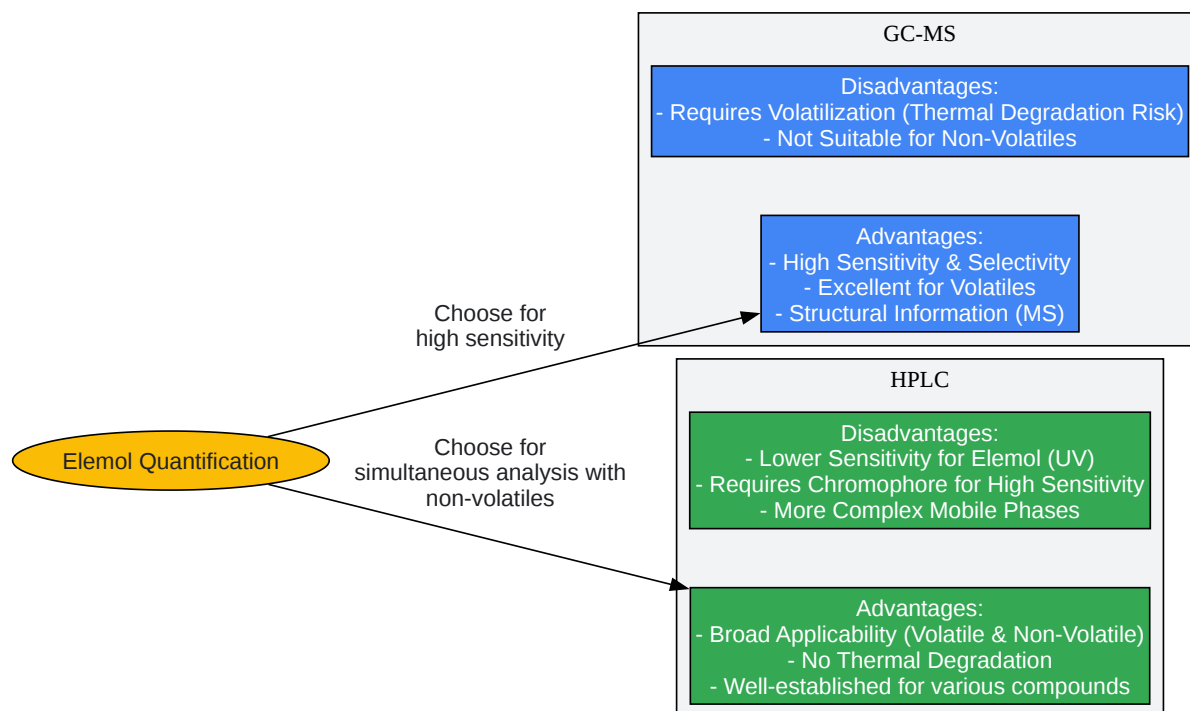 GC-MS
Disadvantages:
- Requires Volatilization (Thermal Degradation Risk)
- Not Suitable for Non-Volatiles
Advantages:
- High Sensitivity & Selectivity
- Excellent for Volatiles
- Structural Information (MS)
Choose for
high sensitivity
HPLC
Disadvantages:
- Lower Sensitivity for Elemol (UV)
- Requires Chromophore for High Sensitivity
- More Complex Mobile Phases
Elemol Quantification
Choose for
simultaneous analysis with
non-volatiles
Advantages:
- Broad Applicability (Volatile & Non-Volatile)
- No Thermal Degradation
- Well-established for various compounds